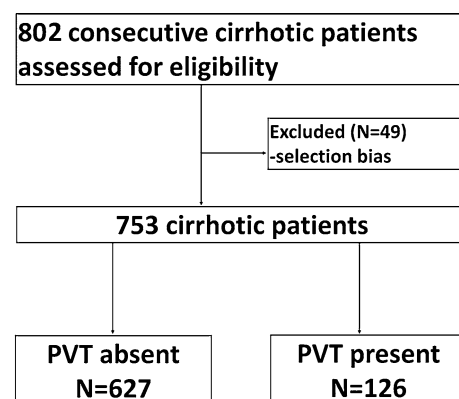 802 consecutive cirrhotic patients
assessed for eligibility
Excluded (N=49)
-selection bias
753 cirrhotic patients
PVT absent
N=627
PVT present
N=126